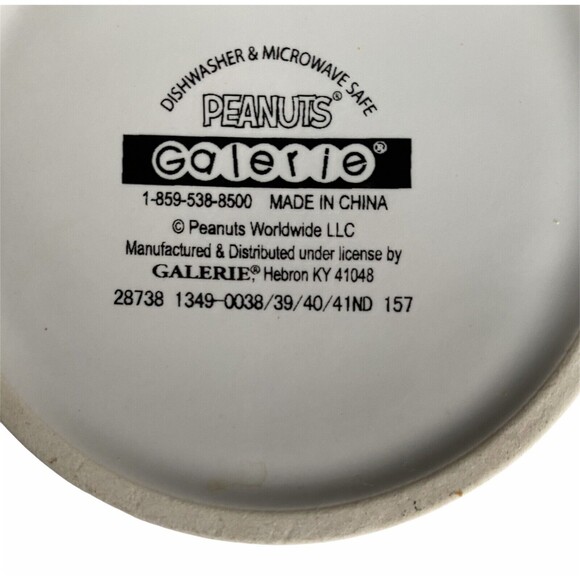 DISHWASHER & MICROWAVE SAFE
PEANUTS®
Galerie®
1-859-538-8500 MADE IN CHINA
© Peanuts Worldwide LLC
Manufactured & Distributed under license by
GALERIE,® Hebron KY 41048
28738 1349-0038/39/40/41ND 157